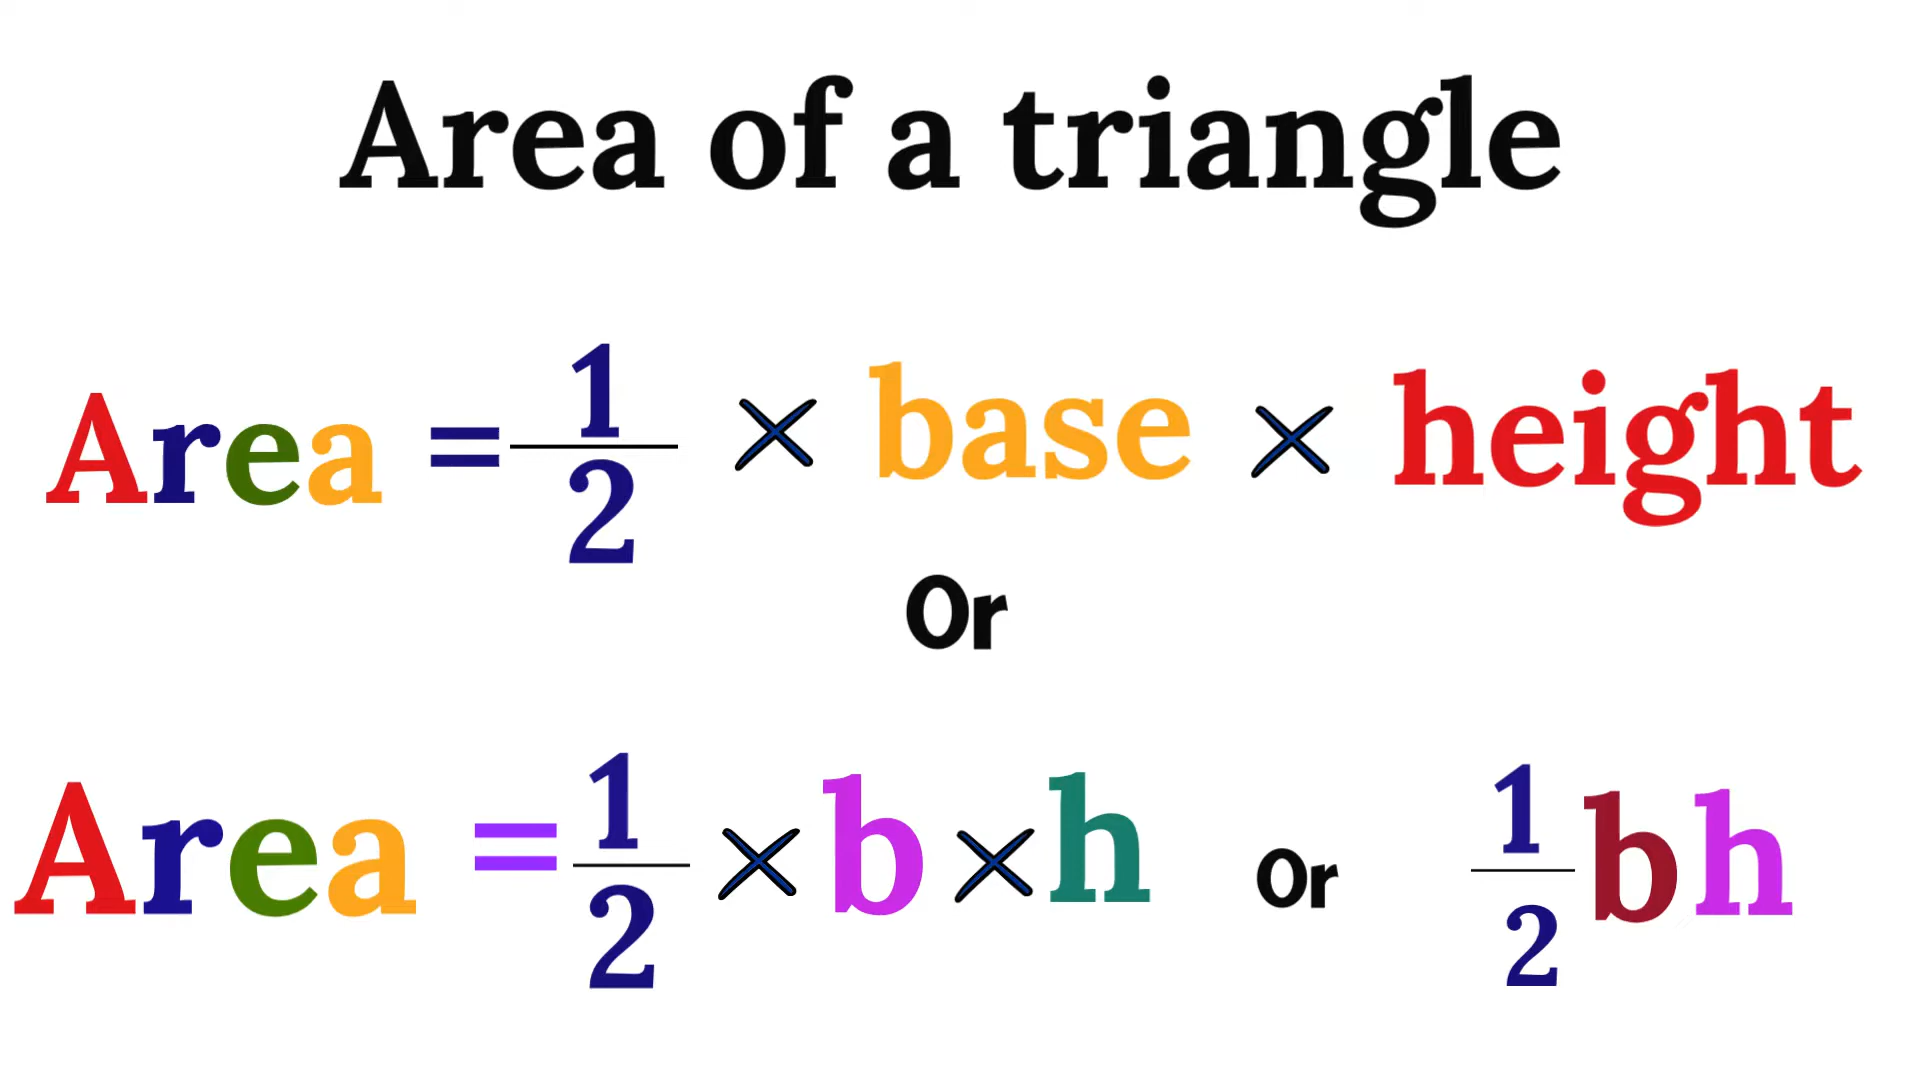 Area of a triangle
Area = 1/2 × base × height
Or
Area = 1/2 × b × h or 1/2 bh